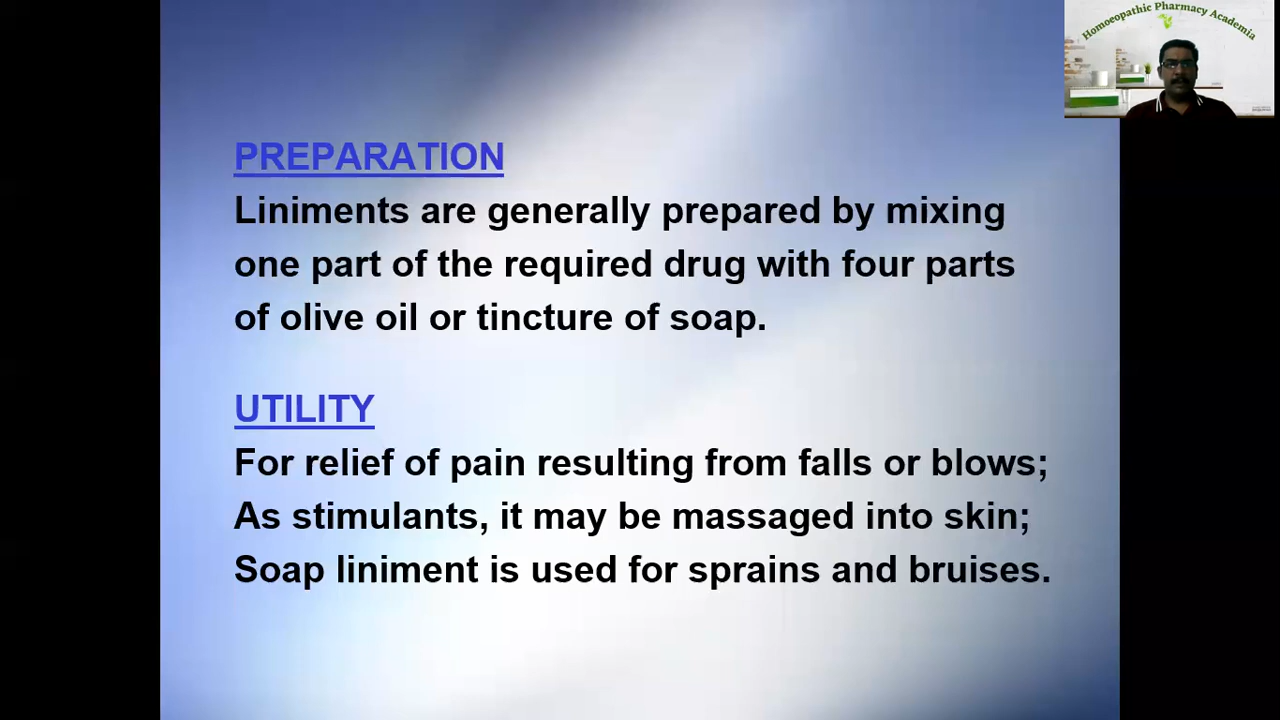 Homoeopathic Pharmacy Academia
PREPARATION
Liniments are generally prepared by mixing
one part of the required drug with four parts
of olive oil or tincture of soap.
UTILITY
For relief of pain resulting from falls or blows;
As stimulants, it may be massaged into skin;
Soap liniment is used for sprains and bruises.